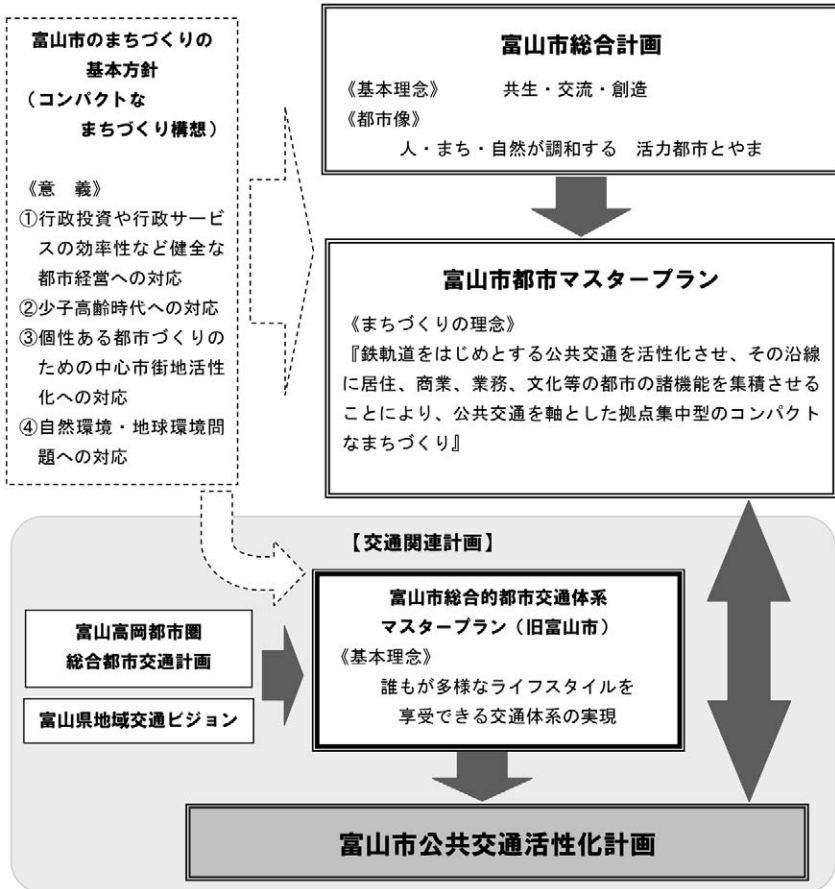 富山市のまちづくりの
基本方針
（コンパクトな
まちづくり構想）
《意　義》
①行政投資や行政サービ
スの効率性など健全な
都市経営への対応
②少子高齢時代への対応
③個性ある都市づくりの
ための中心市街地活性
化への対応
④自然環境・地球環境問
題への対応
富山市総合計画
《基本理念》　共生・交流・創造
《都市像》
人・まち・自然が調和する　活力都市とやま
富山市都市マスタープラン
《まちづくりの理念》
『鉄軌道をはじめとする公共交通を活性化させ、その沿線
に居住、商業、業務、文化等の都市の諸機能を集積させる
ことにより、公共交通を軸とした拠点集中型のコンパクト
なまちづくり』
【交通関連計画】
富山高岡都市圏
総合都市交通計画
富山県地域交通ビジョン
富山市総合的都市交通体系
マスタープラン（旧富山市）
《基本理念》
誰もが多様なライフスタイルを
享受できる交通体系の実現
富山市公共交通活性化計画